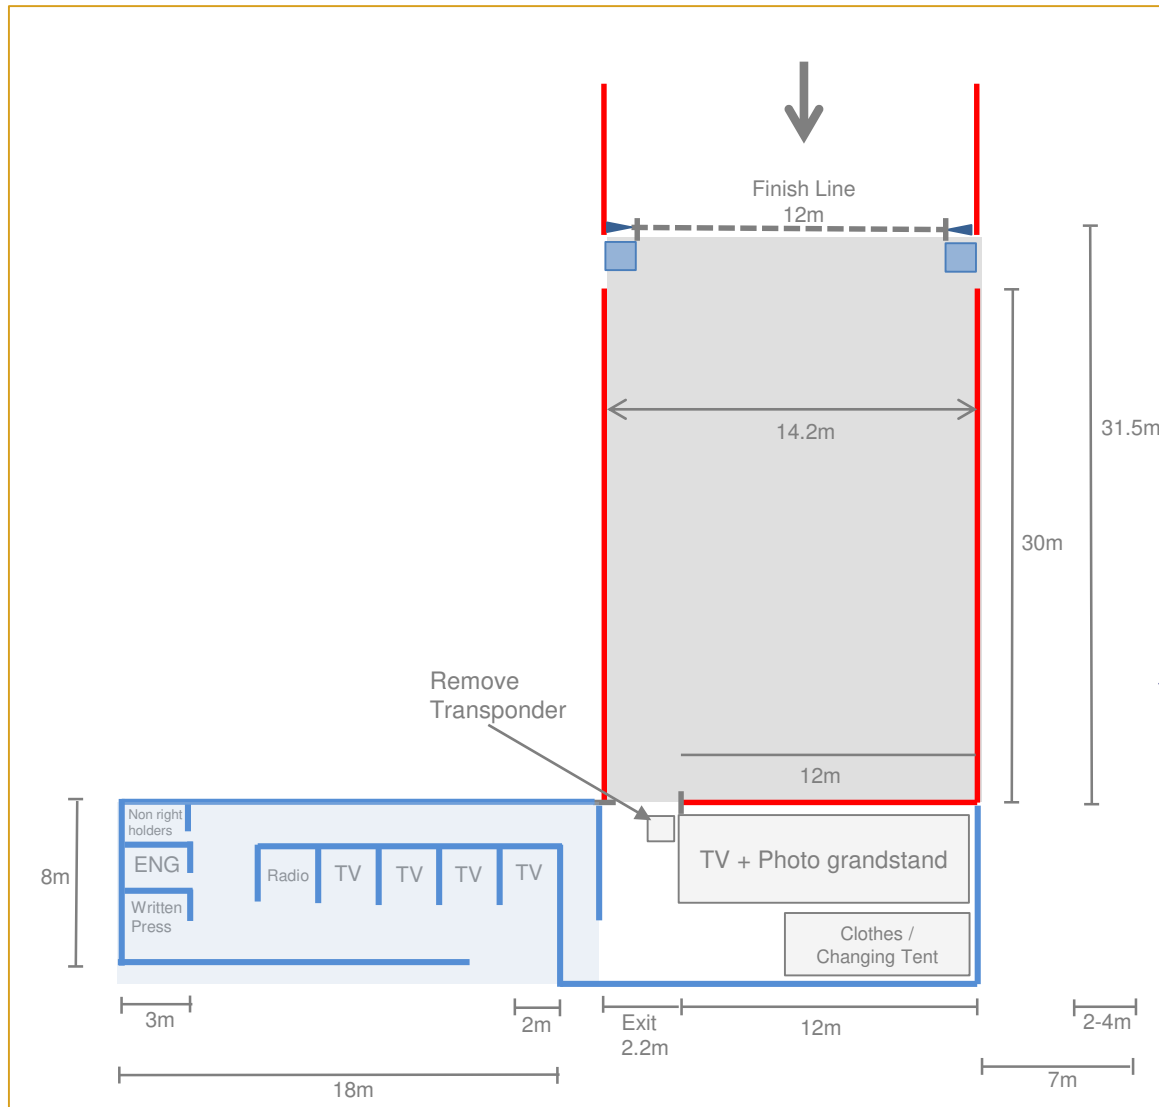 Finish Line
12m
14.2m
31.5m
30m
Remove
Transponder
12m
Non right
holders
ENG
Written
Press
8m
Radio
TV
TV
TV
TV
TV + Photo grandstand
Clothes /
Changing Tent
3m
2m
Exit
2.2m
12m
2-4m
18m
7m